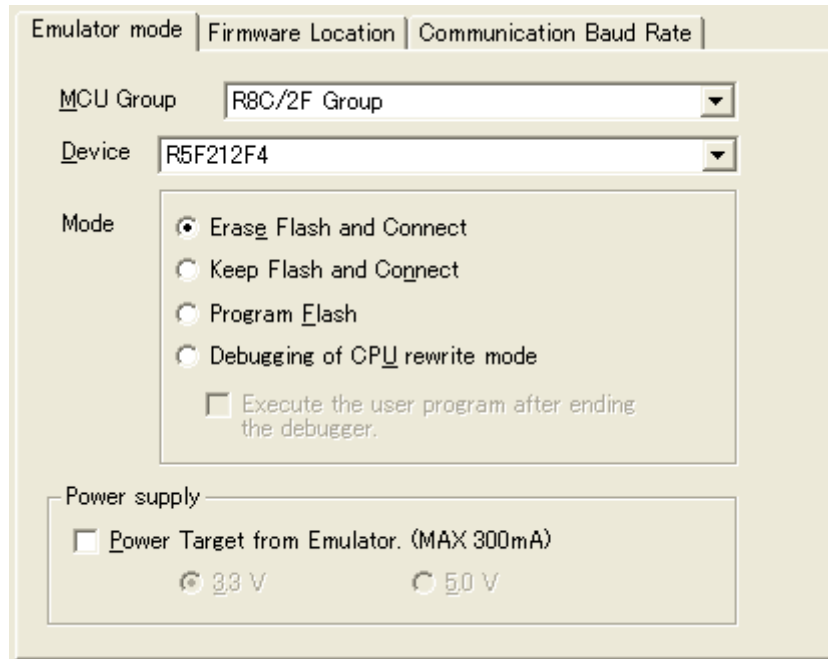 Emulator mode Firmware Location Communication Baud Rate
MCU Group R8C/2F Group
Device R5F212F4
Mode Erase Flash and Connect
Keep Flash and Connect
Program Flash
Debugging of CPU rewrite mode
Execute the user program after ending
the debugger.
Power supply
Power Target from Emulator. (MAX 300mA)
3.3 V 5.0 V